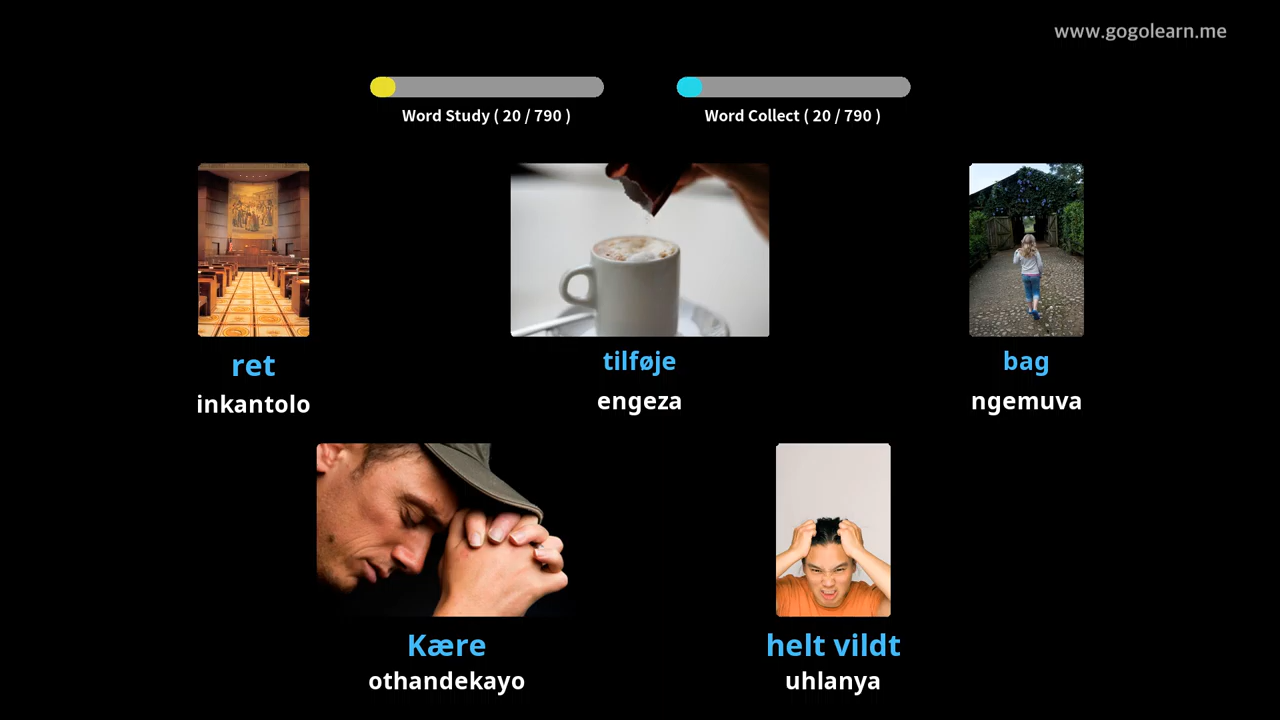 www.gogolearn.me
Word Study ( 20 / 790 )
Word Collect ( 20 / 790 )
ret
inkantolo
tilføje
engeza
bag
ngemuva
Kære
othandekayo
helt vildt
uhlanya